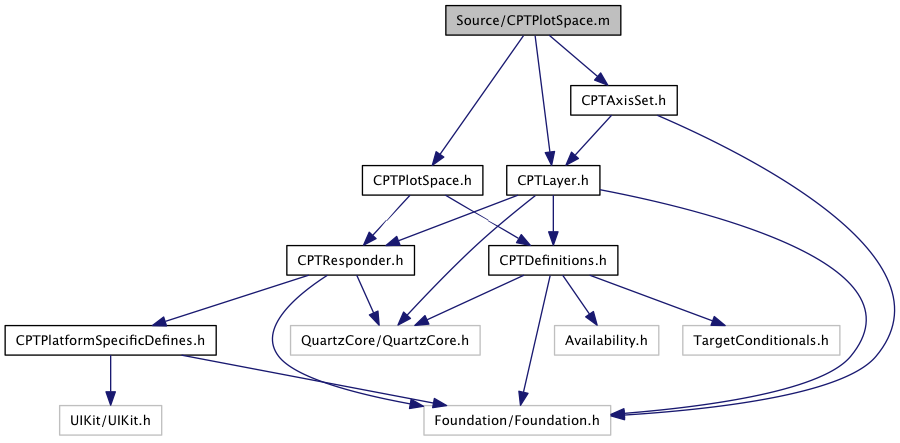 Source/CPTPlotSpace.m
CPTAxisSet.h
CPTPlotSpace.h
CPTLayer.h
CPTResponder.h
CPTDefinitions.h
CPTPlatformSpecificDefines.h
QuartzCore/QuartzCore.h
Availability.h
TargetConditionals.h
UIKit/UIKit.h
Foundation/Foundation.h